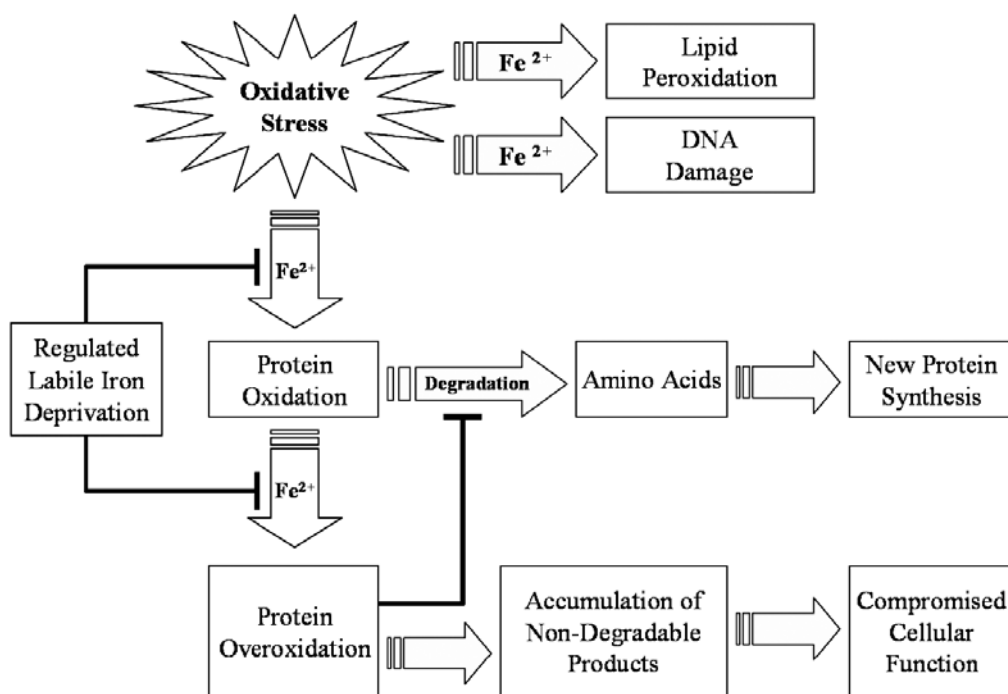 Oxidative
Stress
Fe 2+
Lipid
Peroxidation
Fe 2+
DNA
Damage
Fe2+
Regulated
Labile Iron
Deprivation
Protein
Oxidation
Degradation
Amino Acids
New Protein
Synthesis
Fe2+
Protein
Overoxidation
Accumulation of
Non-Degradable
Products
Compromised
Cellular
Function